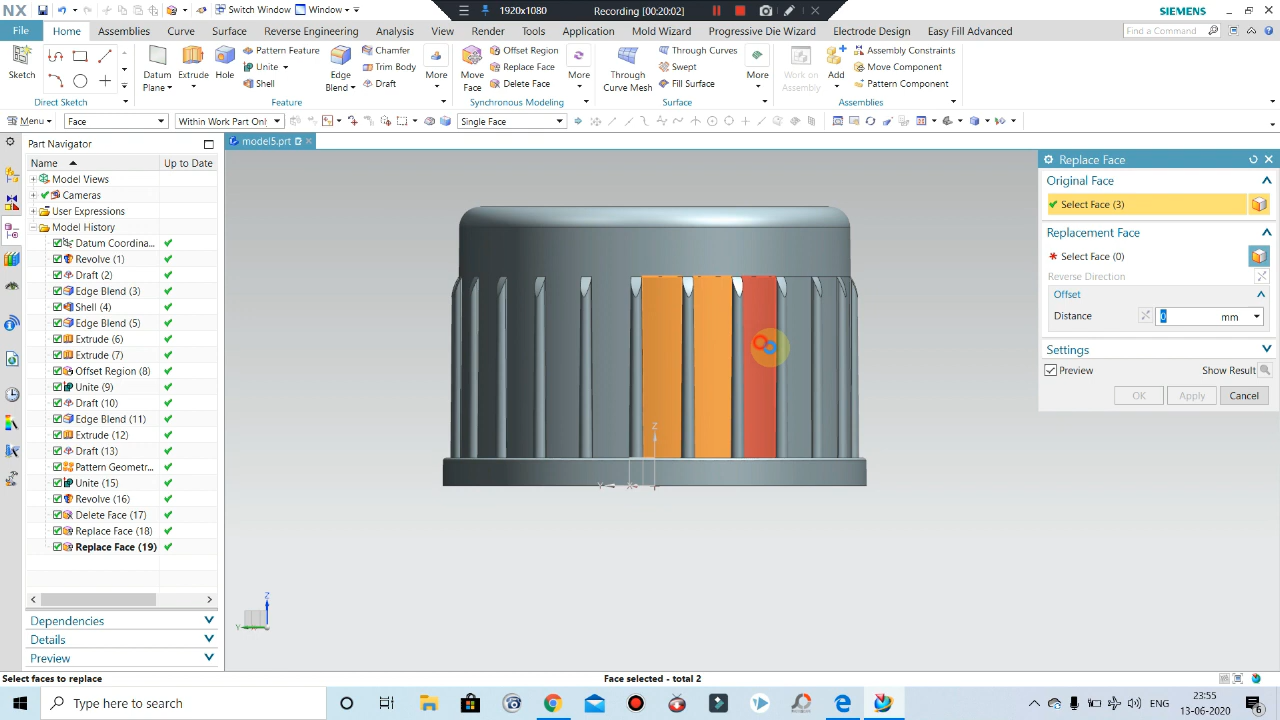 NX Switch Window Window 1920x1080 Recording [00:20:02] SIEMENS
File Home Assemblies Curve Surface Reverse Engineering Analysis View Render Tools Application Mold Wizard Progressive Die Wizard Electrode Design Easy Fill Advanced Find a Command
Pattern Feature Chamfer Offset Region Through Curves Assembly Constraints
Unite Trim Body Replace Face Swept Move Component
Sketch Datum Plane Extrude Hole Shell Edge Blend Draft More Move Face Delete Face More Through Curve Mesh Fill Surface More Work on Assembly Add Pattern Component
Direct Sketch Feature Synchronous Modeling Surface Assemblies
Menu Face Within Work Part Onl Single Face
Part Navigator model5.prt
Name Up to Date
Model Views
Cameras
User Expressions
Model History
Datum Coordina...
Revolve (1)
Draft (2)
Edge Blend (3)
Shell (4)
Edge Blend (5)
Extrude (6)
Extrude (7)
Offset Region (8)
Unite (9)
Draft (10)
Edge Blend (11)
Extrude (12)
Draft (13)
Pattern Geometr...
Unite (15)
Revolve (16)
Delete Face (17)
Replace Face (18)
Replace Face (19)
Dependencies
Details
Preview
Replace Face
Original Face
Select Face (3)
Replacement Face
* Select Face (0)
Reverse Direction
Offset
Distance 0 mm
Settings
Preview Show Result
OK Apply Cancel
Z
X
Z
Y
Select faces to replace Face selected - total 2
Type here to search ENG 23:55
13-06-2020 6